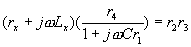 (r_x + jωL_x)(r_4 / (1 + jωCr_1)) = r_2r_3